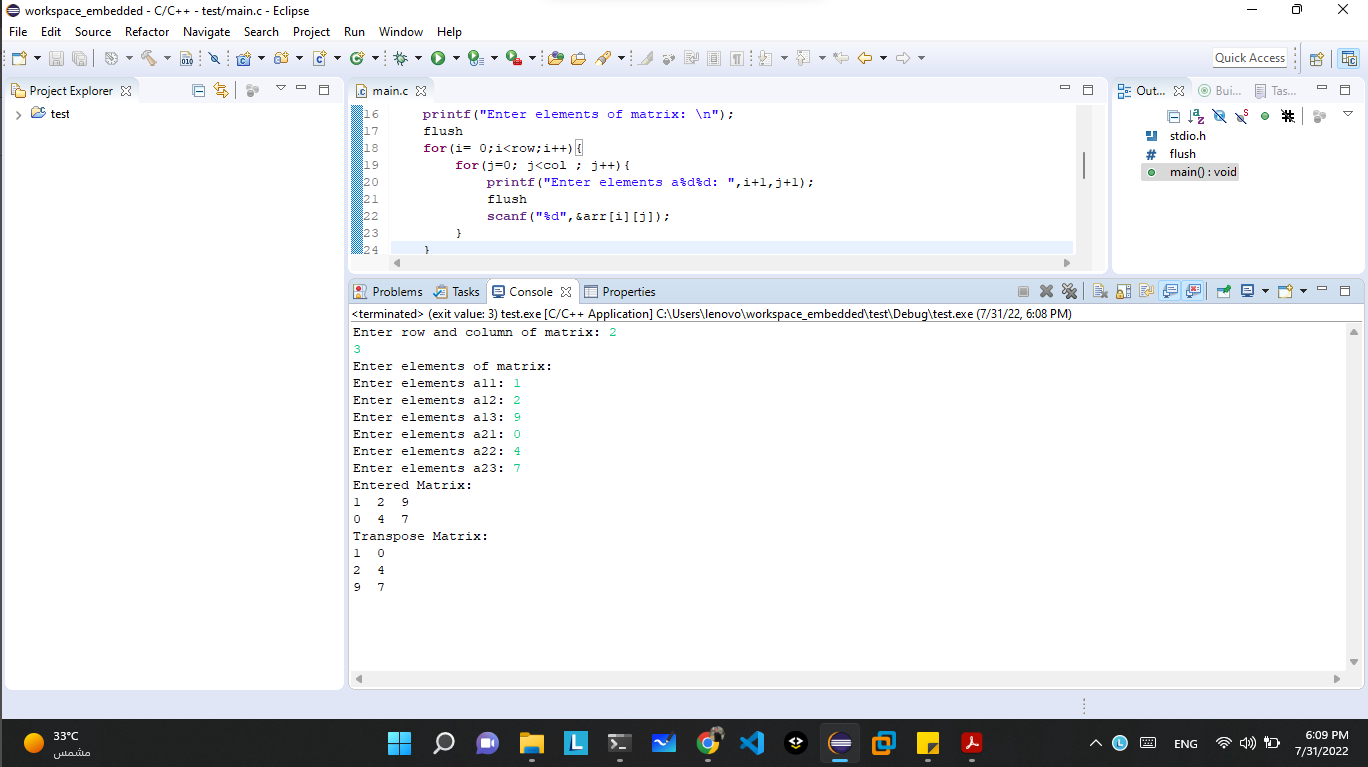 workspace_embedded - C/C++ - test/main.c - Eclipse
File Edit Source Refactor Navigate Search Project Run Window Help
Quick Access
Project Explorer
test
main.c
16 printf("Enter elements of matrix: \n");
17 flush
18 for(i= 0;i<row;i++){
19 for(j=0; j<col ; j++){
20 printf("Enter elements a%d%d: ",i+1,j+1);
21 flush
22 scanf("%d",&arr[i][j]);
23 }
24 }
Out... Bui... Tas...
stdio.h
flush
main() : void
Problems Tasks Console Properties
<terminated> (exit value: 3) test.exe [C/C++ Application] C:\Users\lenovo\workspace_embedded\test\Debug\test.exe (7/31/22, 6:08 PM)
Enter row and column of matrix: 2
3
Enter elements of matrix:
Enter elements a11: 1
Enter elements a12: 2
Enter elements a13: 9
Enter elements a21: 0
Enter elements a22: 4
Enter elements a23: 7
Entered Matrix:
1 2 9
0 4 7
Transpose Matrix:
1 0
2 4
9 7
33°C
مشمس
ENG
6:09 PM
7/31/2022